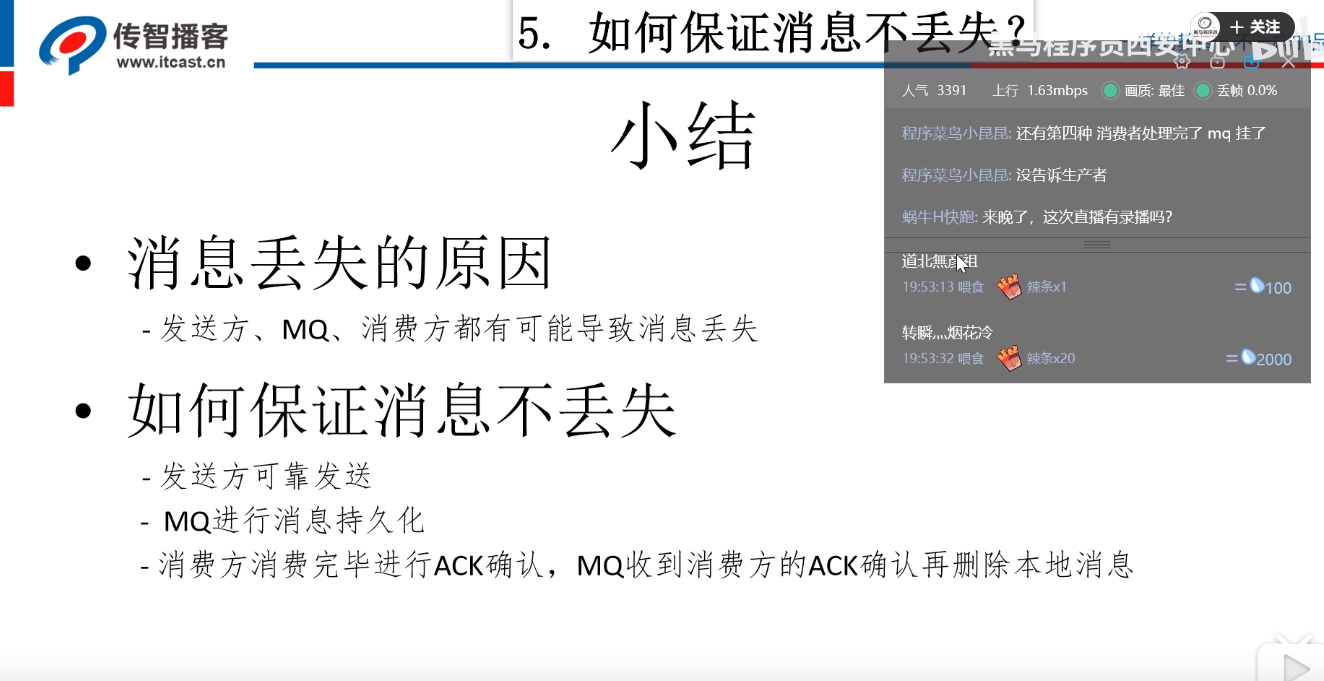 传智播客
www.itcast.cn
5. 如何保证消息不丢失?
+ 关注
黑马程序员西安中心
人气 3391 上行 1.63mbps 画质: 最佳 丢帧 0.0%
小结
程序菜鸟小昆昆: 还有第四种 消费者处理完了 mq 挂了
程序菜鸟小昆昆: 没告诉生产者
蜗牛H快跑: 来晚了，这次直播有录播吗?
道北無彦祖
19:53:13 喂食 辣条x1 =100
转瞬灬烟花冷
19:53:32 喂食 辣条x20 =2000
• 消息丢失的原因
- 发送方、MQ、消费方都有可能导致消息丢失
• 如何保证消息不丢失
- 发送方可靠发送
- MQ进行消息持久化
- 消费方消费完毕进行ACK确认，MQ收到消费方的ACK确认再删除本地消息